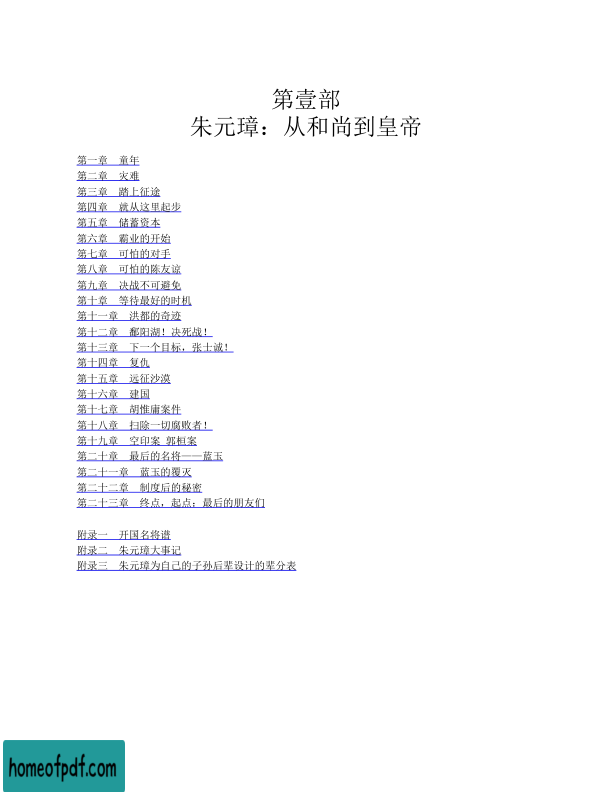 第壹部
朱元璋：从和尚到皇帝
第一章　童年
第二章　灾难
第三章　踏上征途
第四章　就从这里起步
第五章　储蓄资本
第六章　霸业的开始
第七章　可怕的对手
第八章　可怕的陈友谅
第九章　决战不可避免
第十章　等待最好的时机
第十一章　洪都的奇迹
第十二章　鄱阳湖！决死战！
第十三章　下一个目标，张士诚！
第十四章　复仇
第十五章　远征沙漠
第十六章　建国
第十七章　胡惟庸案件
第十八章　扫除一切腐败者！
第十九章　空印案 郭桓案
第二十章　最后的名将——蓝玉
第二十一章　蓝玉的覆灭
第二十二章　制度后的秘密
第二十三章　终点，起点：最后的朋友们
附录一　开国名将谱
附录二　朱元璋大事记
附录三　朱元璋为自己的子孙后辈设计的辈分表
homeofpdf.com